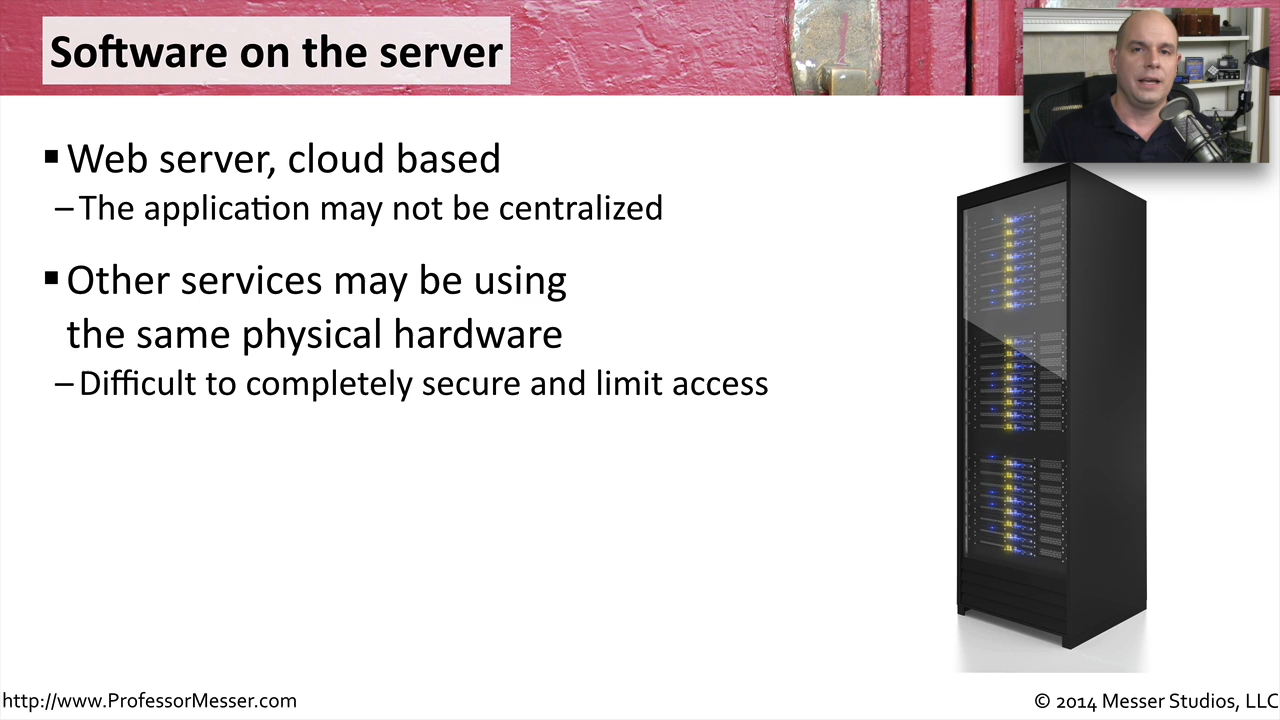 Software on the server
▪ Web server, cloud based
– The application may not be centralized
▪ Other services may be using
the same physical hardware
– Difficult to completely secure and limit access
http://www.ProfessorMesser.com
© 2014 Messer Studios, LLC